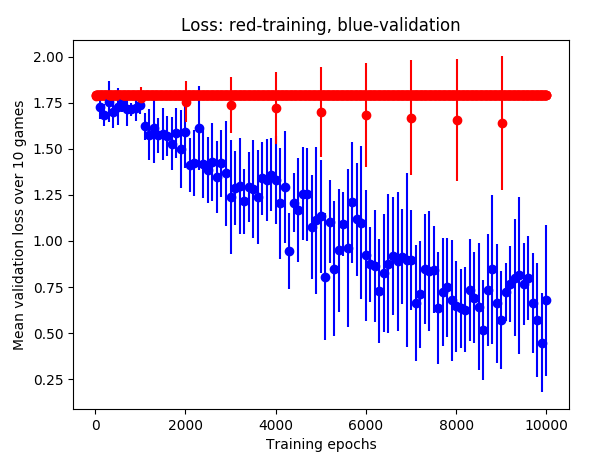 Loss: red-training, blue-validation
Mean validation loss over 10 games
2.00
1.75
1.50
1.25
1.00
0.75
0.50
0.25
0 2000 4000 6000 8000 10000
Training epochs